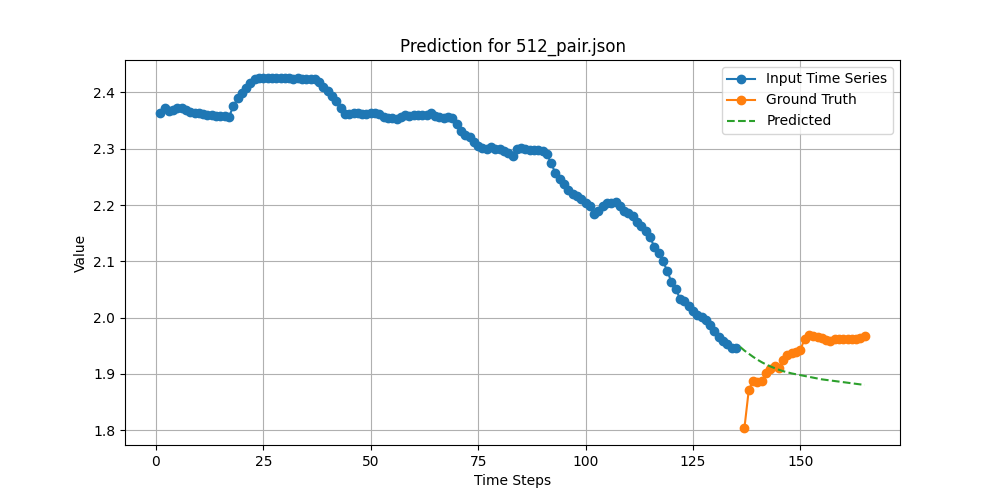 Prediction for 512_pair.json
Input Time Series
Ground Truth
Predicted
Value
2.4
2.3
2.2
2.1
2.0
1.9
1.8
0 25 50 75 100 125 150
Time Steps